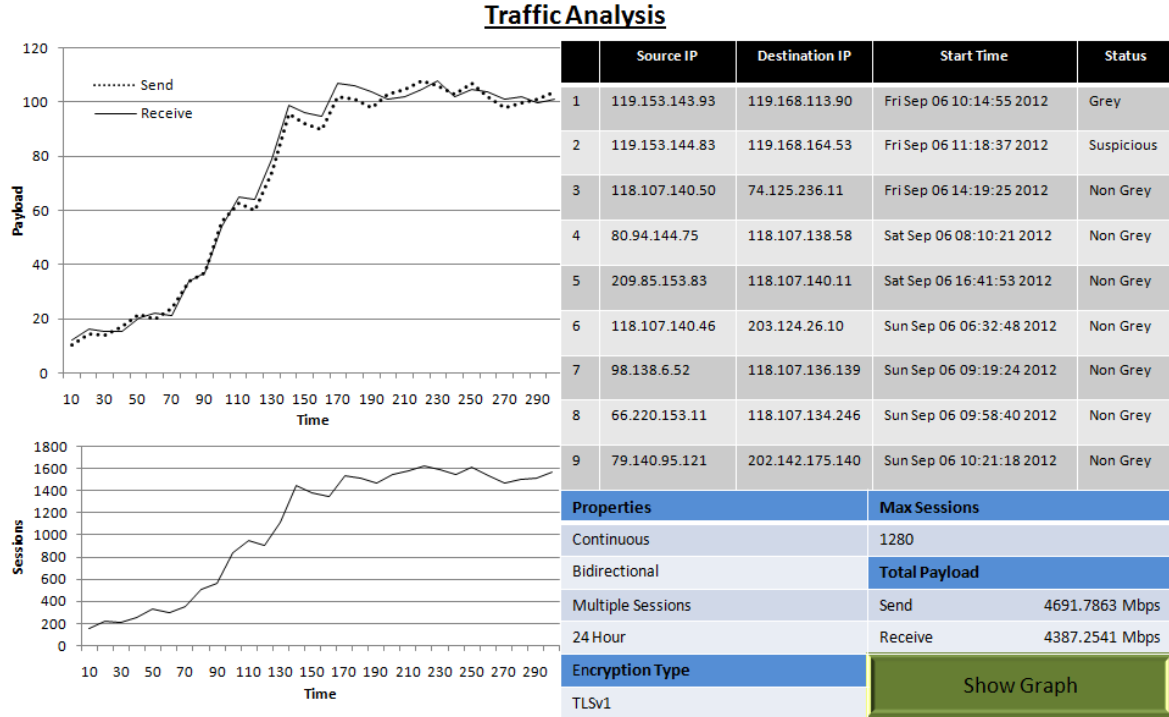 Traffic Analysis
120
100
80
60
40
20
0
Payload
Send
Receive
10 30 50 70 90 110 130 150 170 190 210 230 250 270 290
Time
1800
1600
1400
1200
1000
800
600
400
200
0
Sessions
10 30 50 70 90 110 130 150 170 190 210 230 250 270 290
Time
Source IP Destination IP Start Time Status
1 119.153.143.93 119.168.113.90 Fri Sep 06 10:14:55 2012 Grey
2 119.153.144.83 119.168.164.53 Fri Sep 06 11:18:37 2012 Suspicious
3 118.107.140.50 74.125.236.11 Fri Sep 06 14:19:25 2012 Non Grey
4 80.94.144.75 118.107.138.58 Sat Sep 06 08:10:21 2012 Non Grey
5 209.85.153.83 118.107.140.11 Sat Sep 06 16:41:53 2012 Non Grey
6 118.107.140.46 203.124.26.10 Sun Sep 06 06:32:48 2012 Non Grey
7 98.138.6.52 118.107.136.139 Sun Sep 06 09:19:24 2012 Non Grey
8 66.220.153.11 118.107.134.246 Sun Sep 06 09:58:40 2012 Non Grey
9 79.140.95.121 202.142.175.140 Sun Sep 06 10:21:18 2012 Non Grey
Properties Max Sessions
Continuous 1280
Bidirectional Total Payload
Multiple Sessions Send 4691.7863 Mbps
24 Hour Receive 4387.2541 Mbps
Encryption Type
TLSv1
Show Graph